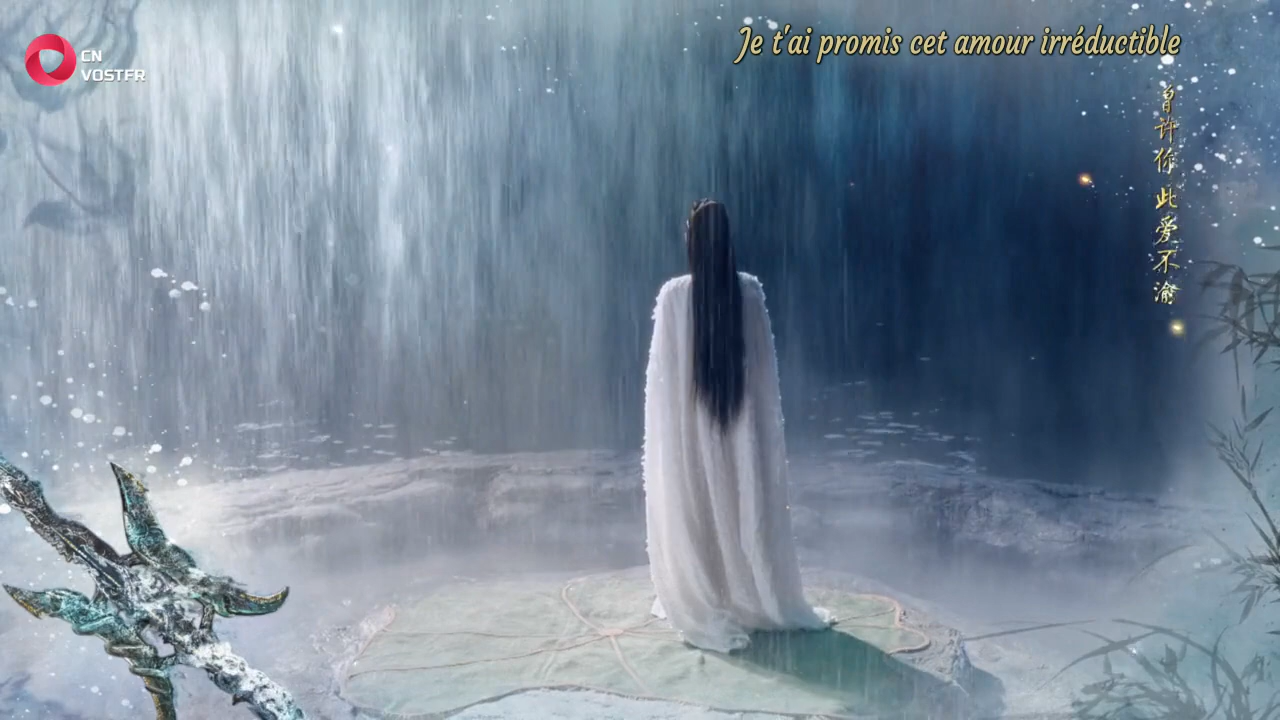 CN
VOSTFR
Je t'ai promis cet amour irréductible
曾许你此爱不渝